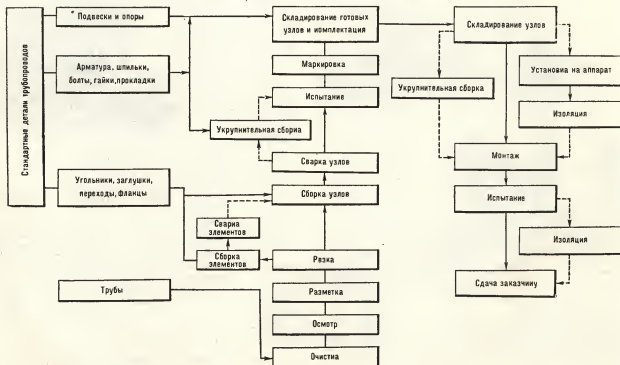 Стандартные детали трубопроводов
Подвески и опоры
Арматура, шпильки,
болты, гайки, прокладки
Угольники, заглушки,
переходы, фланцы
Трубы
Складирование готовых
узлов и комплектация
Маркировка
Испытание
Укрупнительная сборка
Сварка узлов
Сборка узлов
Сварка
элементов
Сборка
элементов
Резка
Разметка
Осмотр
Очистка
Складирование узлов
Укрупнительная сборка
Установка на аппарат
Изоляция
Монтаж
Испытание
Изоляция
Сдача заказчику